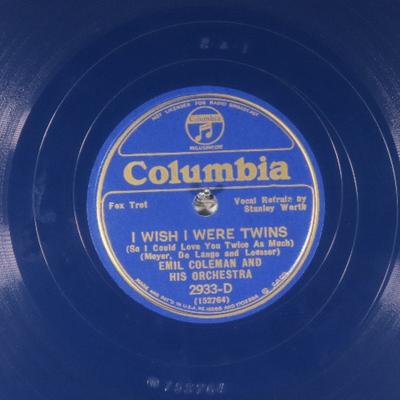 NOT LICENSED FOR RADIO BROADCAST
Columbia
Columbia
Fox Trot
Vocal Refrain by
Stanley Worth
I WISH I WERE TWINS
(So I Could Love You Twice As Much)
(Meyer, De Lange and Loesser)
EMIL COLEMAN AND
HIS ORCHESTRA
2933-D
(152764)
152764